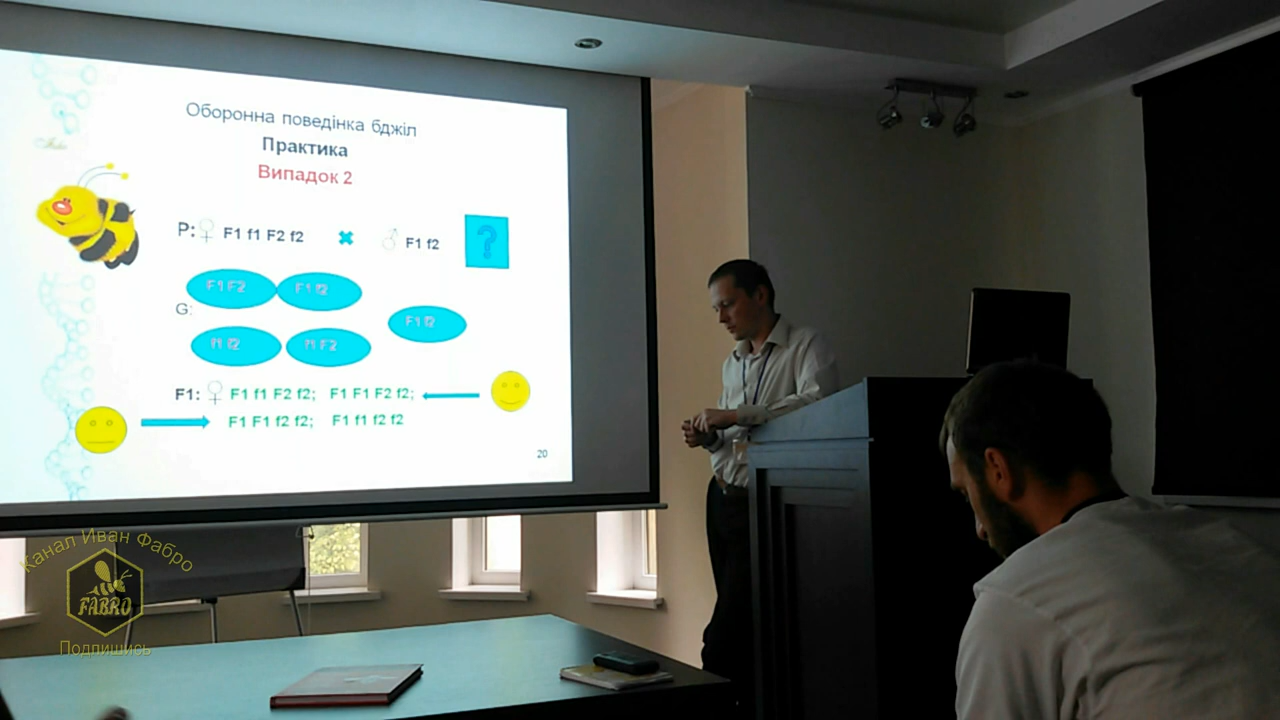 Оборонна поведінка бджіл
Практика
Випадок 2
P: ♀ F1 f1 F2 f2 ✖ ♂ F1 f2 ?
F1 F2 F1 f2
G: F1 f2
f1 f2 f1 F2
F1: ♀ F1 f1 F2 f2; F1 F1 F2 f2;
F1 F1 f2 f2; F1 f1 f2 f2
20
Канал Иван Фабро
FABRO
Подпишись